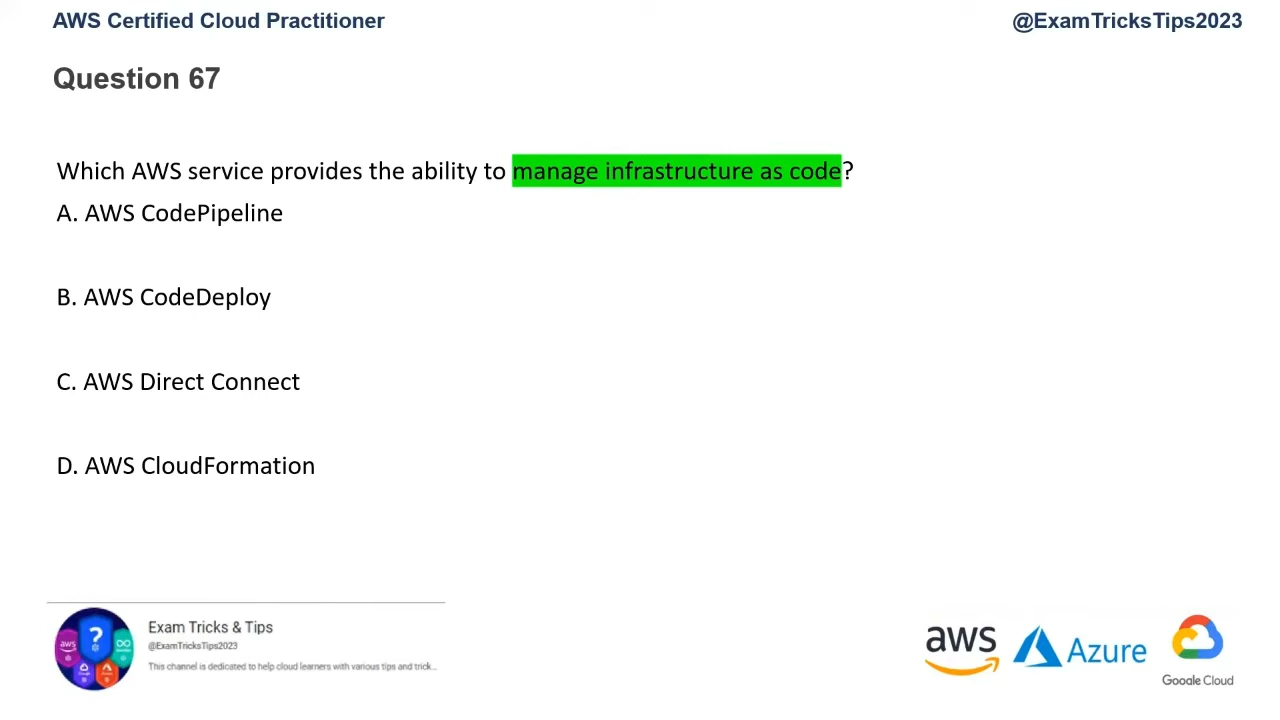 AWS Certified Cloud Practitioner
@ExamTricksTips2023
Question 67
Which AWS service provides the ability to manage infrastructure as code?
A. AWS CodePipeline
B. AWS CodeDeploy
C. AWS Direct Connect
D. AWS CloudFormation
?
aws
Exam Tricks & Tips
@ExamTricksTips2023
This channel is dedicated to help cloud learners with various tips and trick...
aws
Azure
Google Cloud